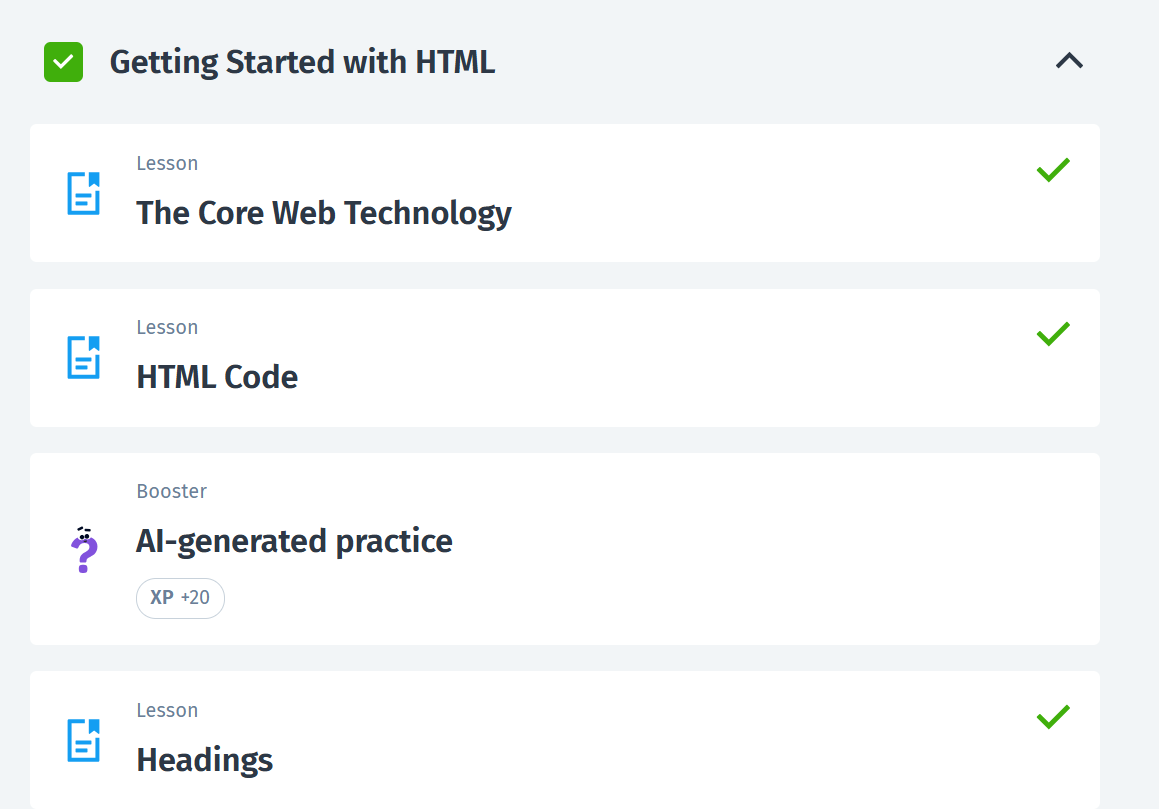 Getting Started with HTML
Lesson
The Core Web Technology
Lesson
HTML Code
Booster
AI-generated practice
XP +20
Lesson
Headings